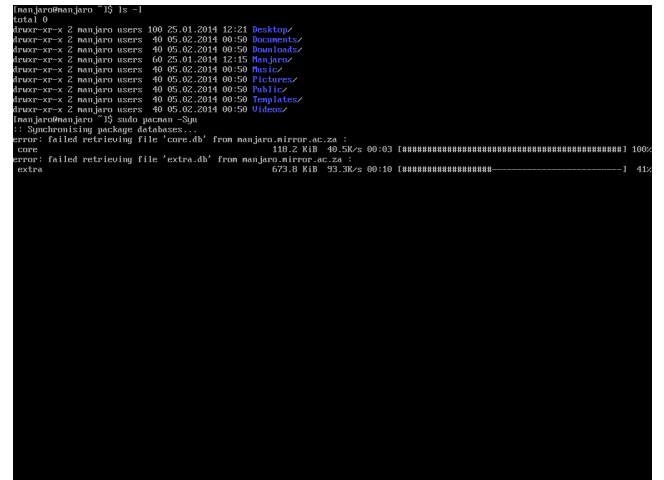 [manjaro@manjaro ~]$ ls -l
total 0
drwxr-xr-x 2 manjaro users 100 25.01.2014 12:21 Desktop/
drwxr-xr-x 2 manjaro users  40 05.02.2014 00:50 Documents/
drwxr-xr-x 2 manjaro users  40 05.02.2014 00:50 Downloads/
drwxr-xr-x 2 manjaro users  60 25.01.2014 12:15 Manjaro/
drwxr-xr-x 2 manjaro users  40 05.02.2014 00:50 Music/
drwxr-xr-x 2 manjaro users  40 05.02.2014 00:50 Pictures/
drwxr-xr-x 2 manjaro users  40 05.02.2014 00:50 Public/
drwxr-xr-x 2 manjaro users  40 05.02.2014 00:50 Templates/
drwxr-xr-x 2 manjaro users  40 05.02.2014 00:50 Videos/
[manjaro@manjaro ~]$ sudo pacman -Syu
:: Synchronising package databases...
error: failed retrieving file 'core.db' from manjaro.mirror.ac.za :
 core 118.2 KiB 40.5K/s 00:03 [############################################] 100%
error: failed retrieving file 'extra.db' from manjaro.mirror.ac.za :
 extra 673.8 KiB 93.3K/s 00:10 [##################--------------------------] 41%